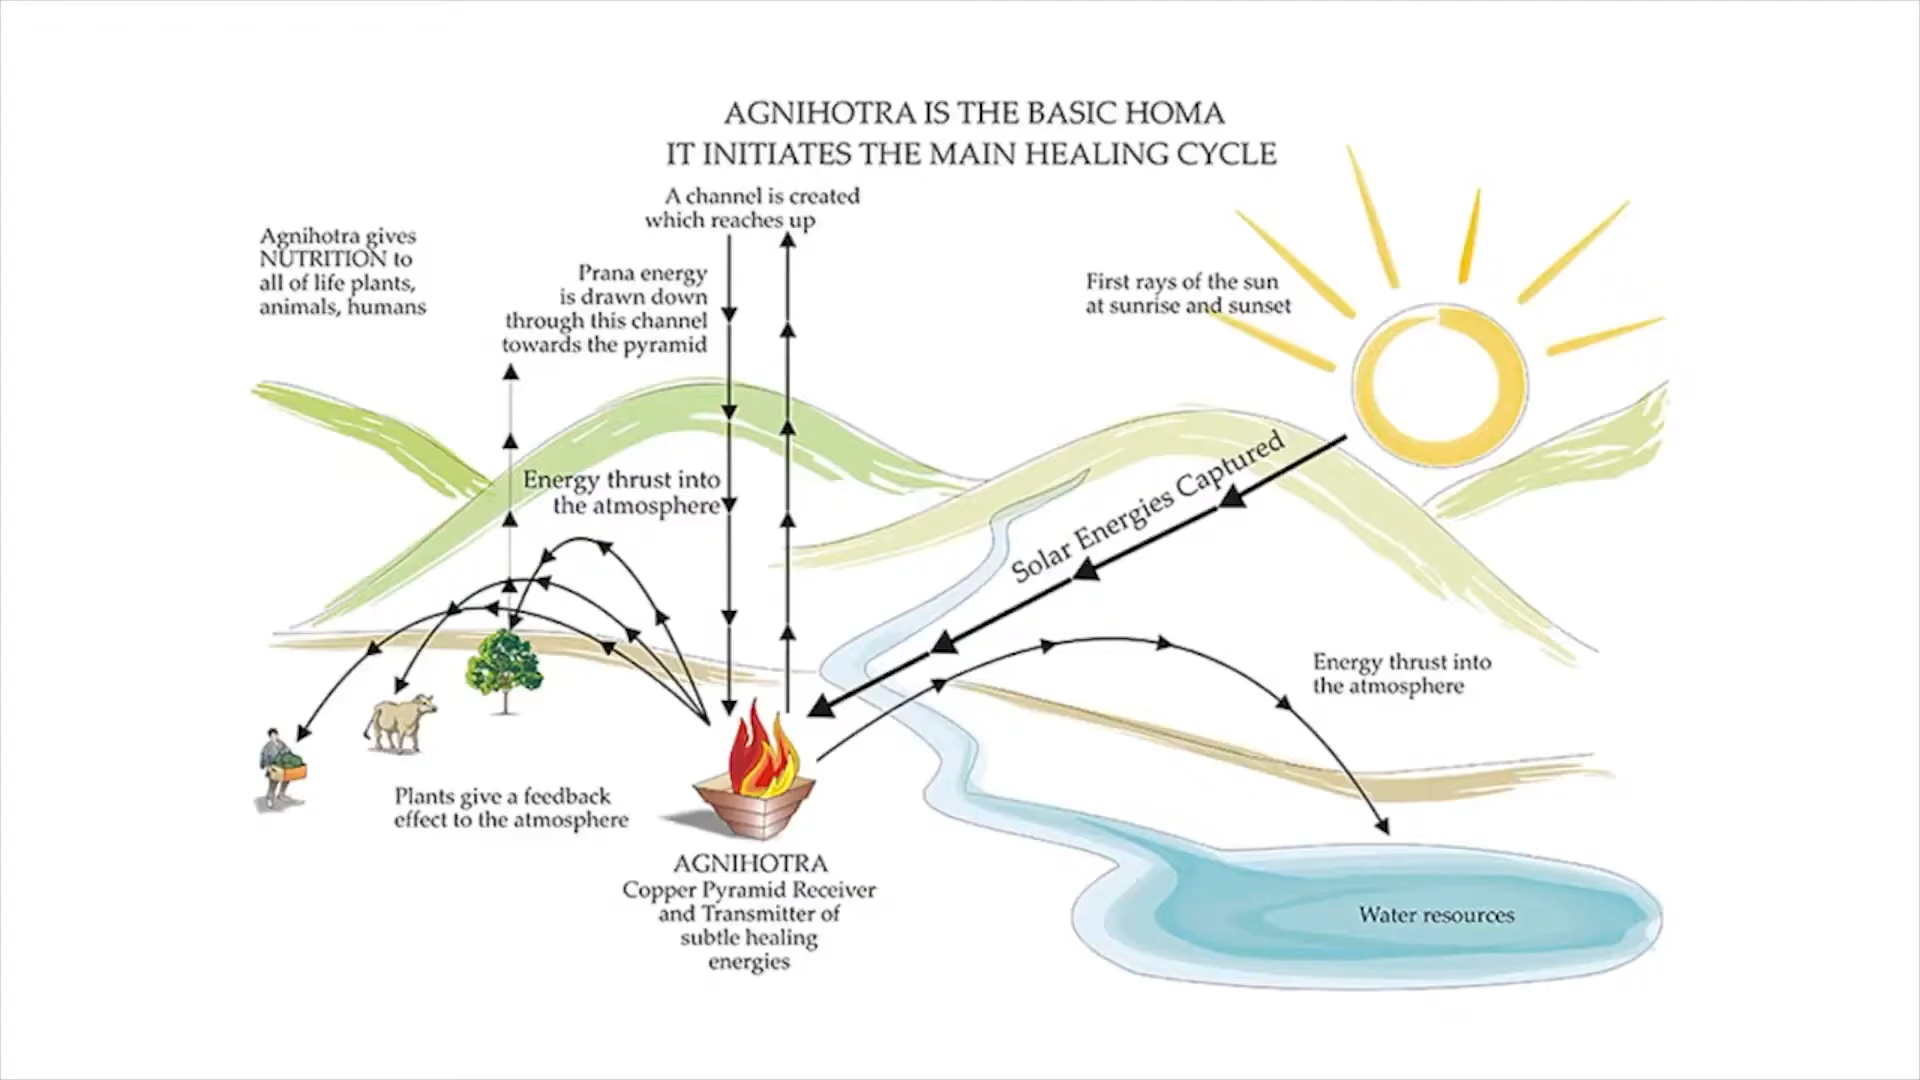 AGNIHOTRA IS THE BASIC HOMA
IT INITIATES THE MAIN HEALING CYCLE
A channel is created
which reaches up
Agnihotra gives
NUTRITION to
all of life plants,
animals, humans
Prana energy
is drawn down
through this channel
towards the pyramid
First rays of the sun
at sunrise and sunset
Energy thrust into
the atmosphere
Solar Energies Captured
Energy thrust into
the atmosphere
Plants give a feedback
effect to the atmosphere
AGNIHOTRA
Copper Pyramid Receiver
and Transmitter of
subtle healing
energies
Water resources